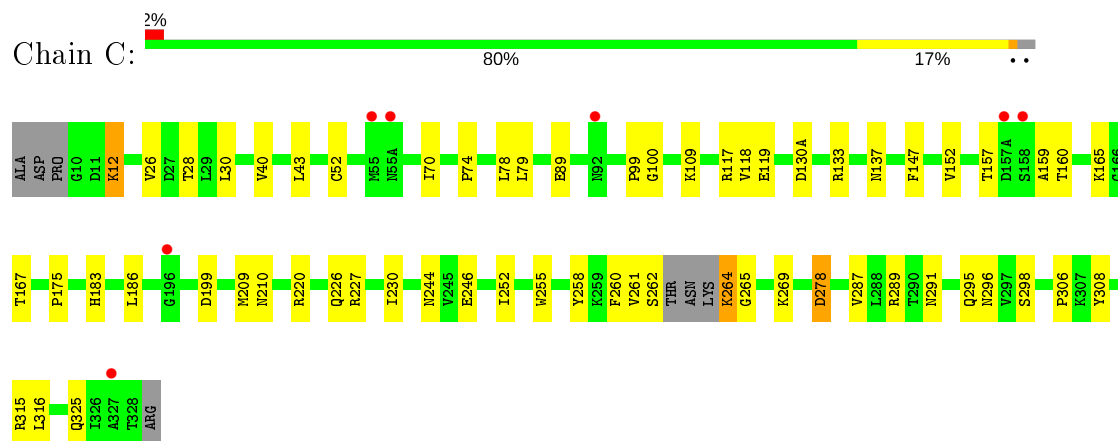 2%
Chain C:
80% 17% • •
ALA ASP PRO G10 D11 K12 V26 D27 T28 L29 L30 V40 L43 C52 M55 N55A I70 P74 L78 L79 E89 N92 P99 G100 K109 R117 V118 E119 D130A R133 N137 F147 V152 T157 D157A S158 A159 T160 K165 G166
T167 P175 H183 L186 G196 D199 M209 N210 R220 Q226 R227 I230 N244 V245 E246 I252 W255 Y258 K259 F260 V261 S262 THR ASN LYS K264 G265 K269 D278 V287 L288 R289 T290 N291 Q295 N296 V297 S298 P306 K307 Y308
R315 L316 Q325 I326 A327 T328 ARG